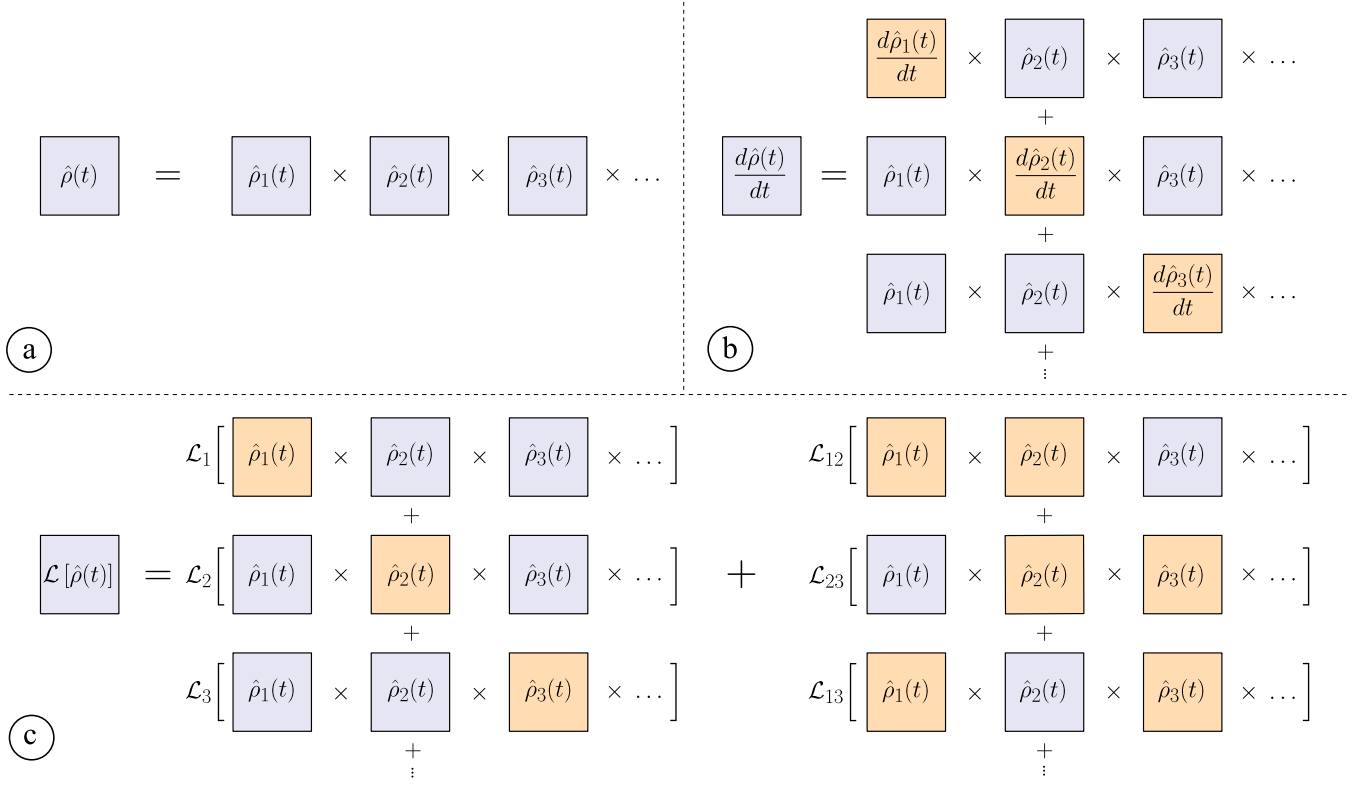 ρ̂(t) = ρ̂₁(t) × ρ̂₂(t) × ρ̂₃(t) × …
a
dρ̂(t)/dt = dρ̂₁(t)/dt × ρ̂₂(t) × ρ̂₃(t) × …
+
ρ̂₁(t) × dρ̂₂(t)/dt × ρ̂₃(t) × …
+
ρ̂₁(t) × ρ̂₂(t) × dρ̂₃(t)/dt × …
+
⋮
b
ℒ[ρ̂(t)] = ℒ₁[ρ̂₁(t) × ρ̂₂(t) × ρ̂₃(t) × …]
+
ℒ₂[ρ̂₁(t) × ρ̂₂(t) × ρ̂₃(t) × …]
+
ℒ₃[ρ̂₁(t) × ρ̂₂(t) × ρ̂₃(t) × …]
+
⋮
+
ℒ₁₂[ρ̂₁(t) × ρ̂₂(t) × ρ̂₃(t) × …]
+
ℒ₂₃[ρ̂₁(t) × ρ̂₂(t) × ρ̂₃(t) × …]
+
ℒ₁₃[ρ̂₁(t) × ρ̂₂(t) × ρ̂₃(t) × …]
+
⋮
c